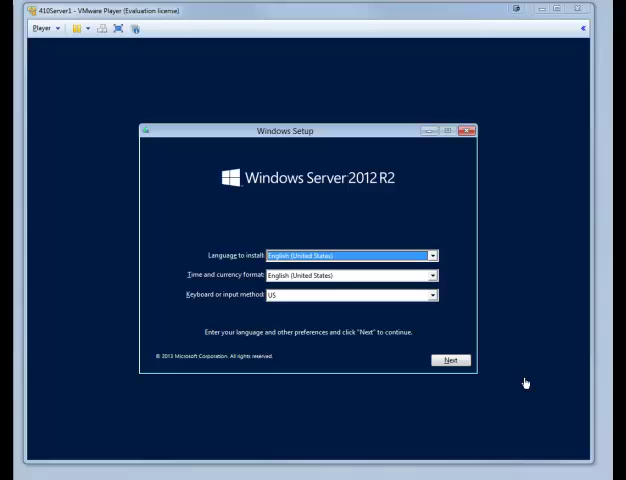 410Server1 - VMware Player (Evaluation license)
Player
Windows Setup
Windows Server 2012 R2
Language to install: English (United States)
Time and currency format: English (United States)
Keyboard or input method: US
Enter your language and other preferences and click "Next" to continue.
© 2013 Microsoft Corporation. All rights reserved.
Next